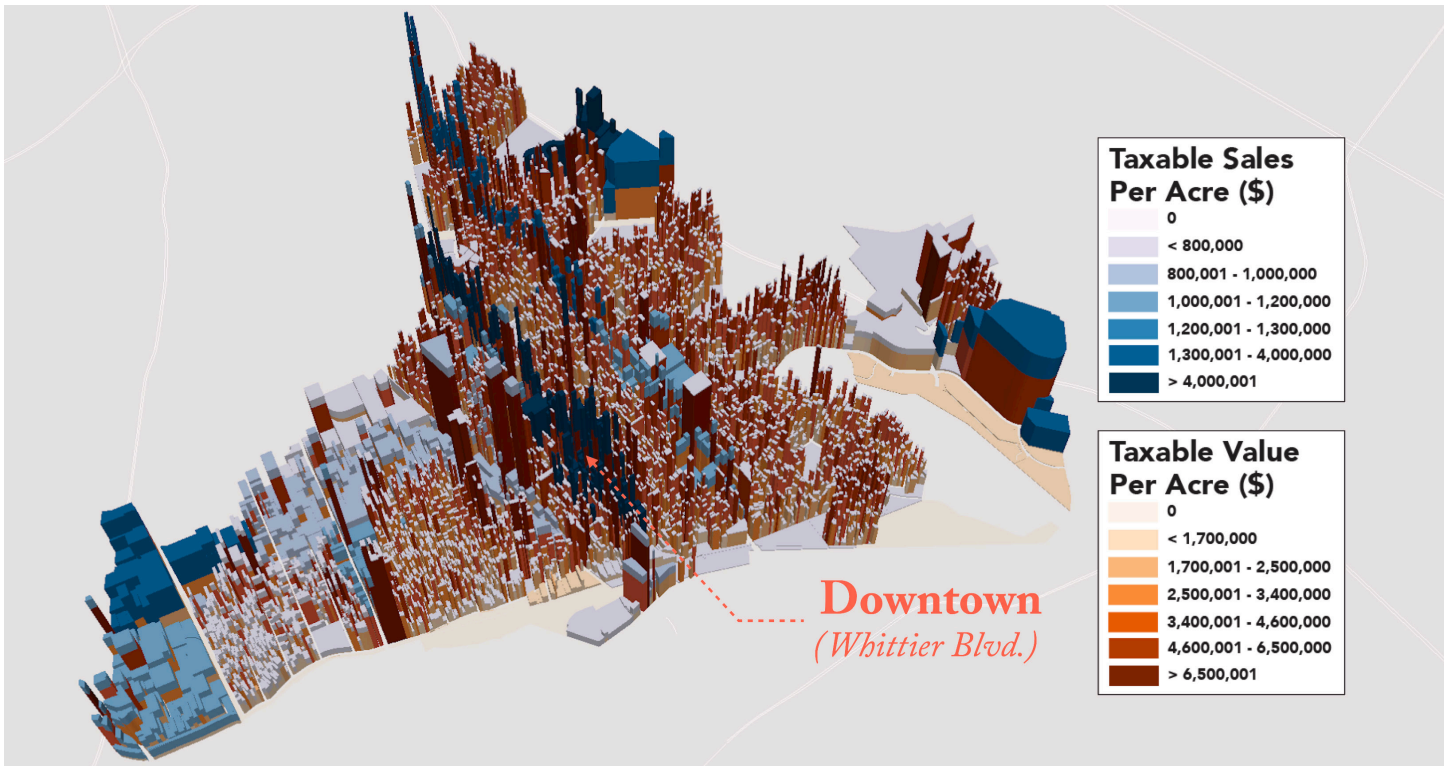 Taxable Sales
Per Acre ($)
0
< 800,000
800,001 - 1,000,000
1,000,001 - 1,200,000
1,200,001 - 1,300,000
1,300,001 - 4,000,000
> 4,000,001
Taxable Value
Per Acre ($)
0
< 1,700,000
1,700,001 - 2,500,000
2,500,001 - 3,400,000
3,400,001 - 4,600,000
4,600,001 - 6,500,000
> 6,500,001
Downtown
(Whittier Blvd.)